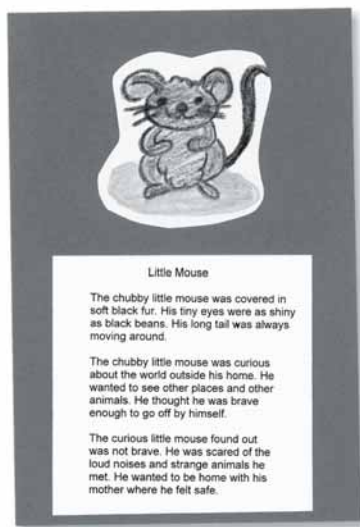 Little Mouse
The chubby little mouse was covered in
soft black fur. His tiny eyes were as shiny
as black beans. His long tail was always
moving around.
The chubby little mouse was curious
about the world outside his home. He
wanted to see other places and other
animals. He thought he was brave
enough to go off by himself.
The curious little mouse found out
was not brave. He was scared of the
loud noises and strange animals he
met. He wanted to be home with his
mother where he felt safe.